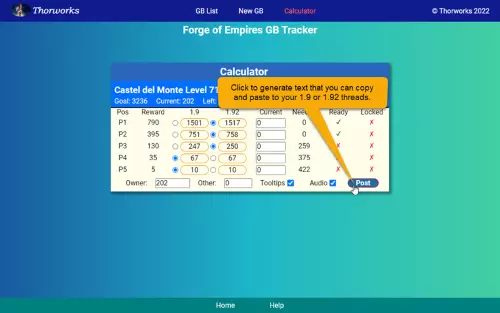 Thorworks
GB List New GB Calculator
© Thorworks 2022
Forge of Empires GB Tracker
Calculator
Castel del Monte Level 71
Click to generate text that you can copy
and paste to your 1.9 or 1.92 threads.
Goal: 3236 Current: 202 Left:
Pos Reward 1.9 1.92 Current Ready Locked
P1 790 1501 1517 0 0 ✓ ✗
P2 395 751 758 0 0 ✓ ✗
P3 130 247 250 0 259 ✗ ✗
P4 35 67 67 0 375 ✗ ✗
P5 5 10 10 0 422 ✗ ✗
Owner: 202 Other: 0 Tooltips Audio Post
Home Help